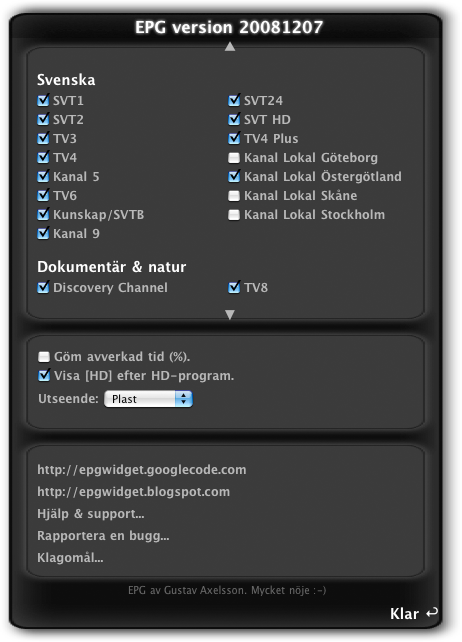 EPG version 20081207
Svenska
SVT1
SVT24
SVT2
SVT HD
TV3
TV4 Plus
TV4
Kanal Lokal Göteborg
Kanal 5
Kanal Lokal Östergötland
TV6
Kanal Lokal Skåne
Kunskap/SVTB
Kanal Lokal Stockholm
Kanal 9
Dokumentär & natur
Discovery Channel
TV8
Göm avverkad tid (%).
Visa [HD] efter HD-program.
Utseende: Plast
http://epgwidget.googlecode.com
http://epgwidget.blogspot.com
Hjälp & support...
Rapportera en bugg...
Klagomål...
EPG av Gustav Axelsson. Mycket nöje :-)
Klar